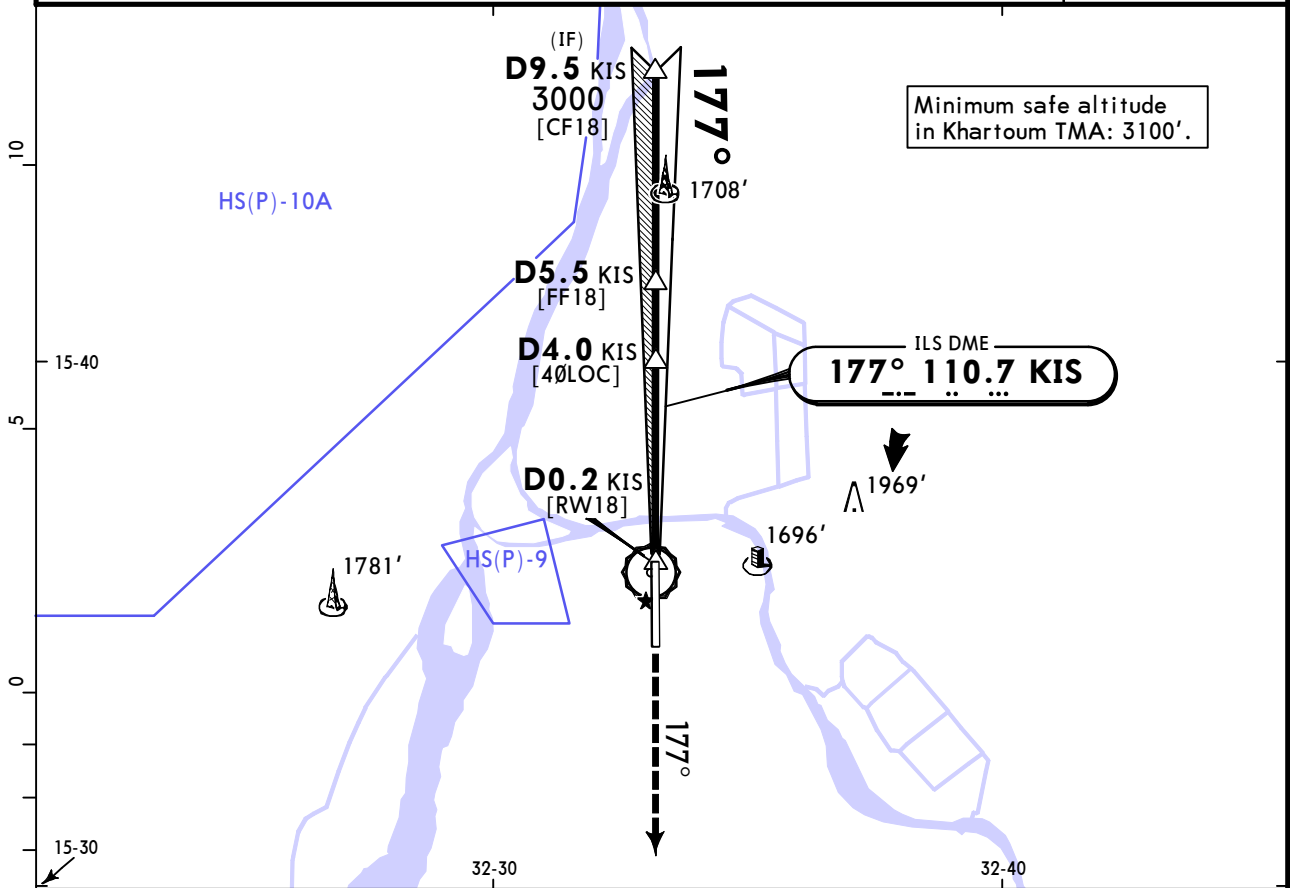 (IF)
D9.5 KIS
3000
[CF18]
177°
Minimum safe altitude
in Khartoum TMA: 3100'.
10
HS(P)-10A
1708'
D5.5 KIS
[FF18]
ILS DME
177° 110.7 KIS
15-40
D4.0 KIS
[4ØLOC]
5
D0.2 KIS
[RW18]
1969'
1696'
1781'
HS(P)-9
0
177°
15-30
32-30
32-40